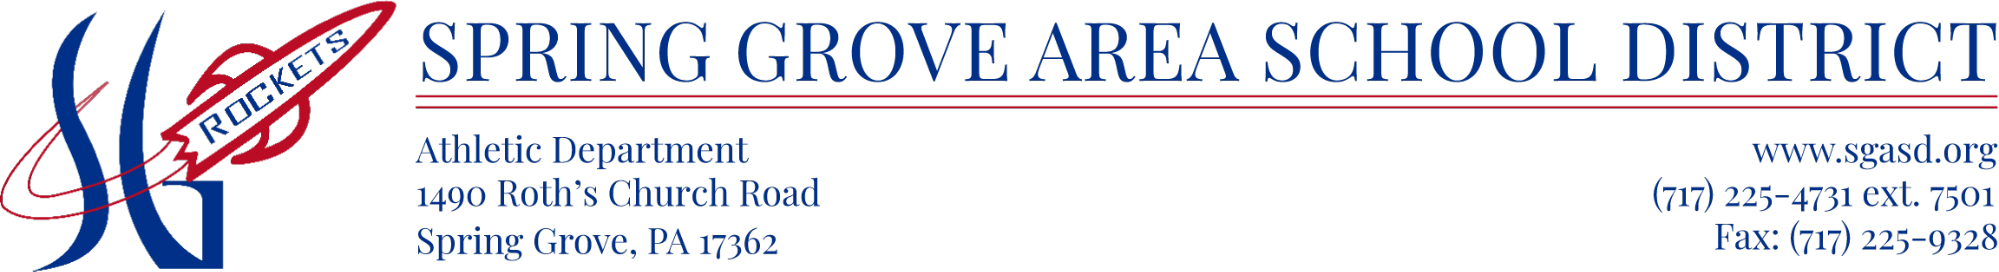 SG
ROCKETS
SPRING GROVE AREA SCHOOL DISTRICT
Athletic Department
1490 Roth's Church Road
Spring Grove, PA 17362
www.sgasd.org
(717) 225-4731 ext. 7501
Fax: (717) 225-9328